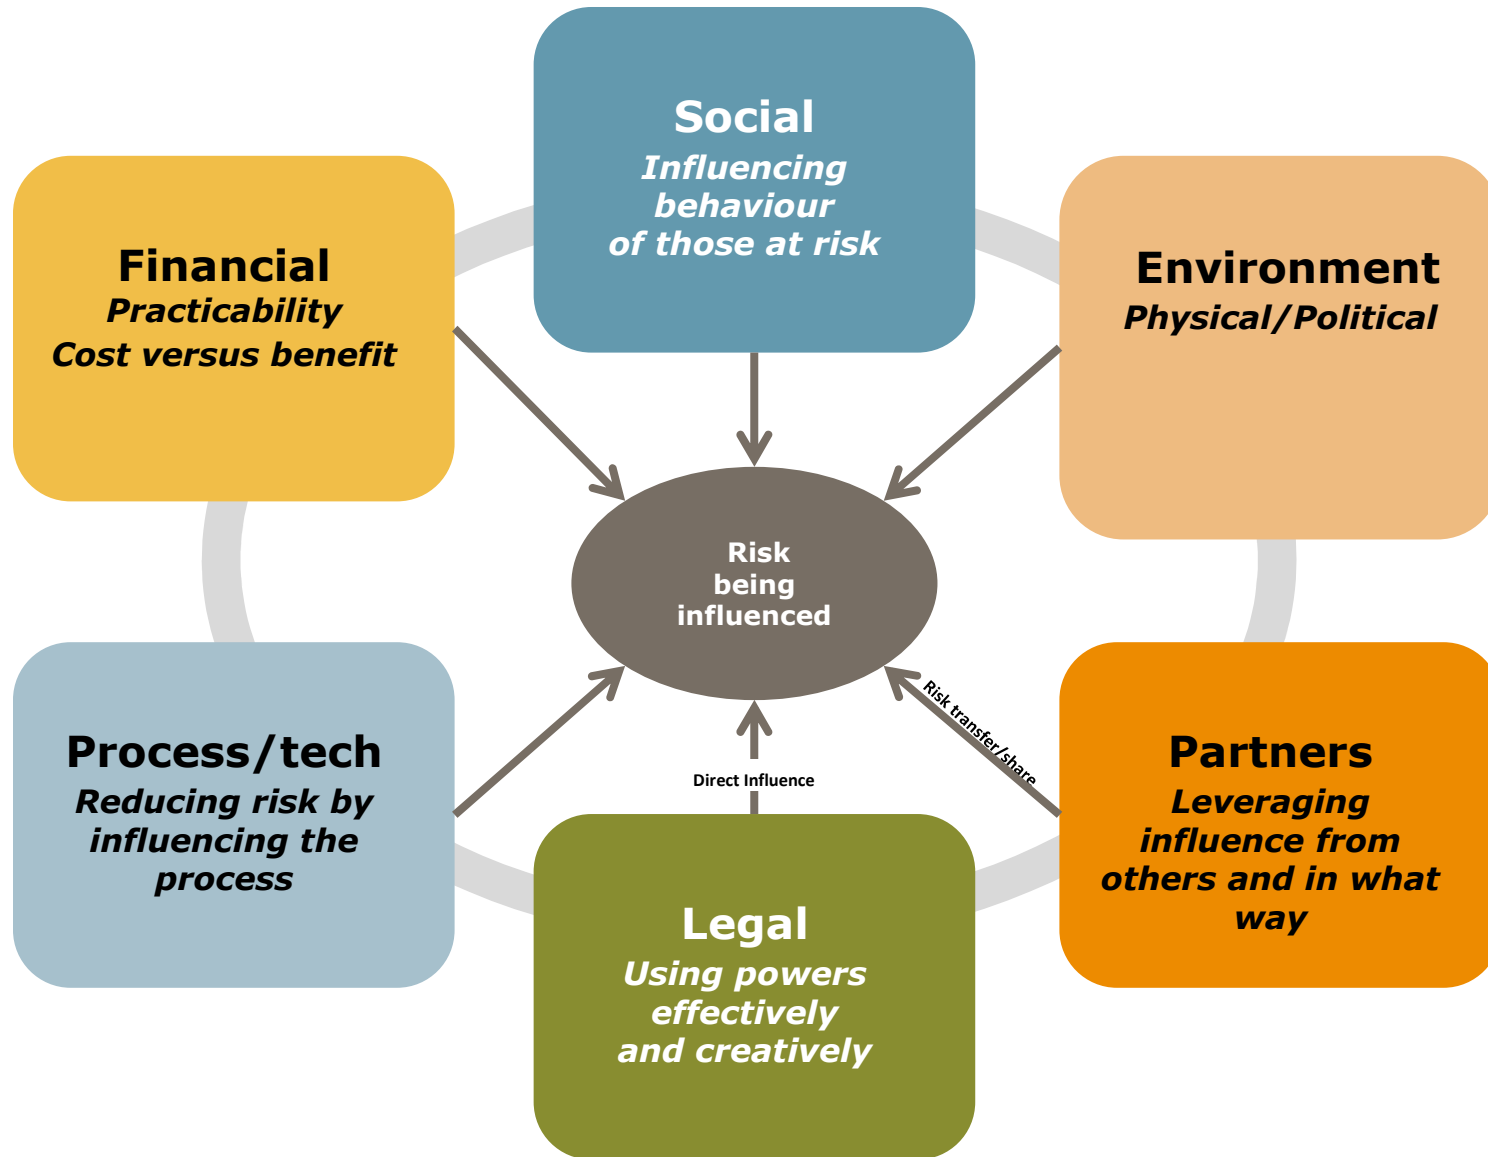 Social
Influencing
behaviour
of those at risk
Financial
Practicability
Cost versus benefit
Environment
Physical/Political
Risk
being
influenced
Process/tech
Reducing risk by
influencing the
process
Direct Influence
Risk transfer/share
Partners
Leveraging
influence from
others and in what
way
Legal
Using powers
effectively
and creatively